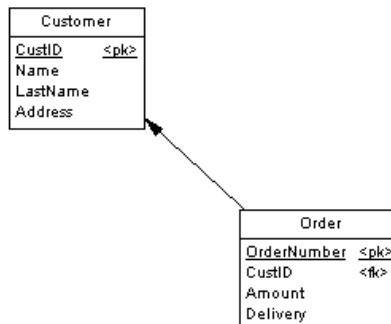 Customer
CustID <pk>
Name
LastName
Address
Order
OrderNumber <pk>
CustID <fk>
Amount
Delivery